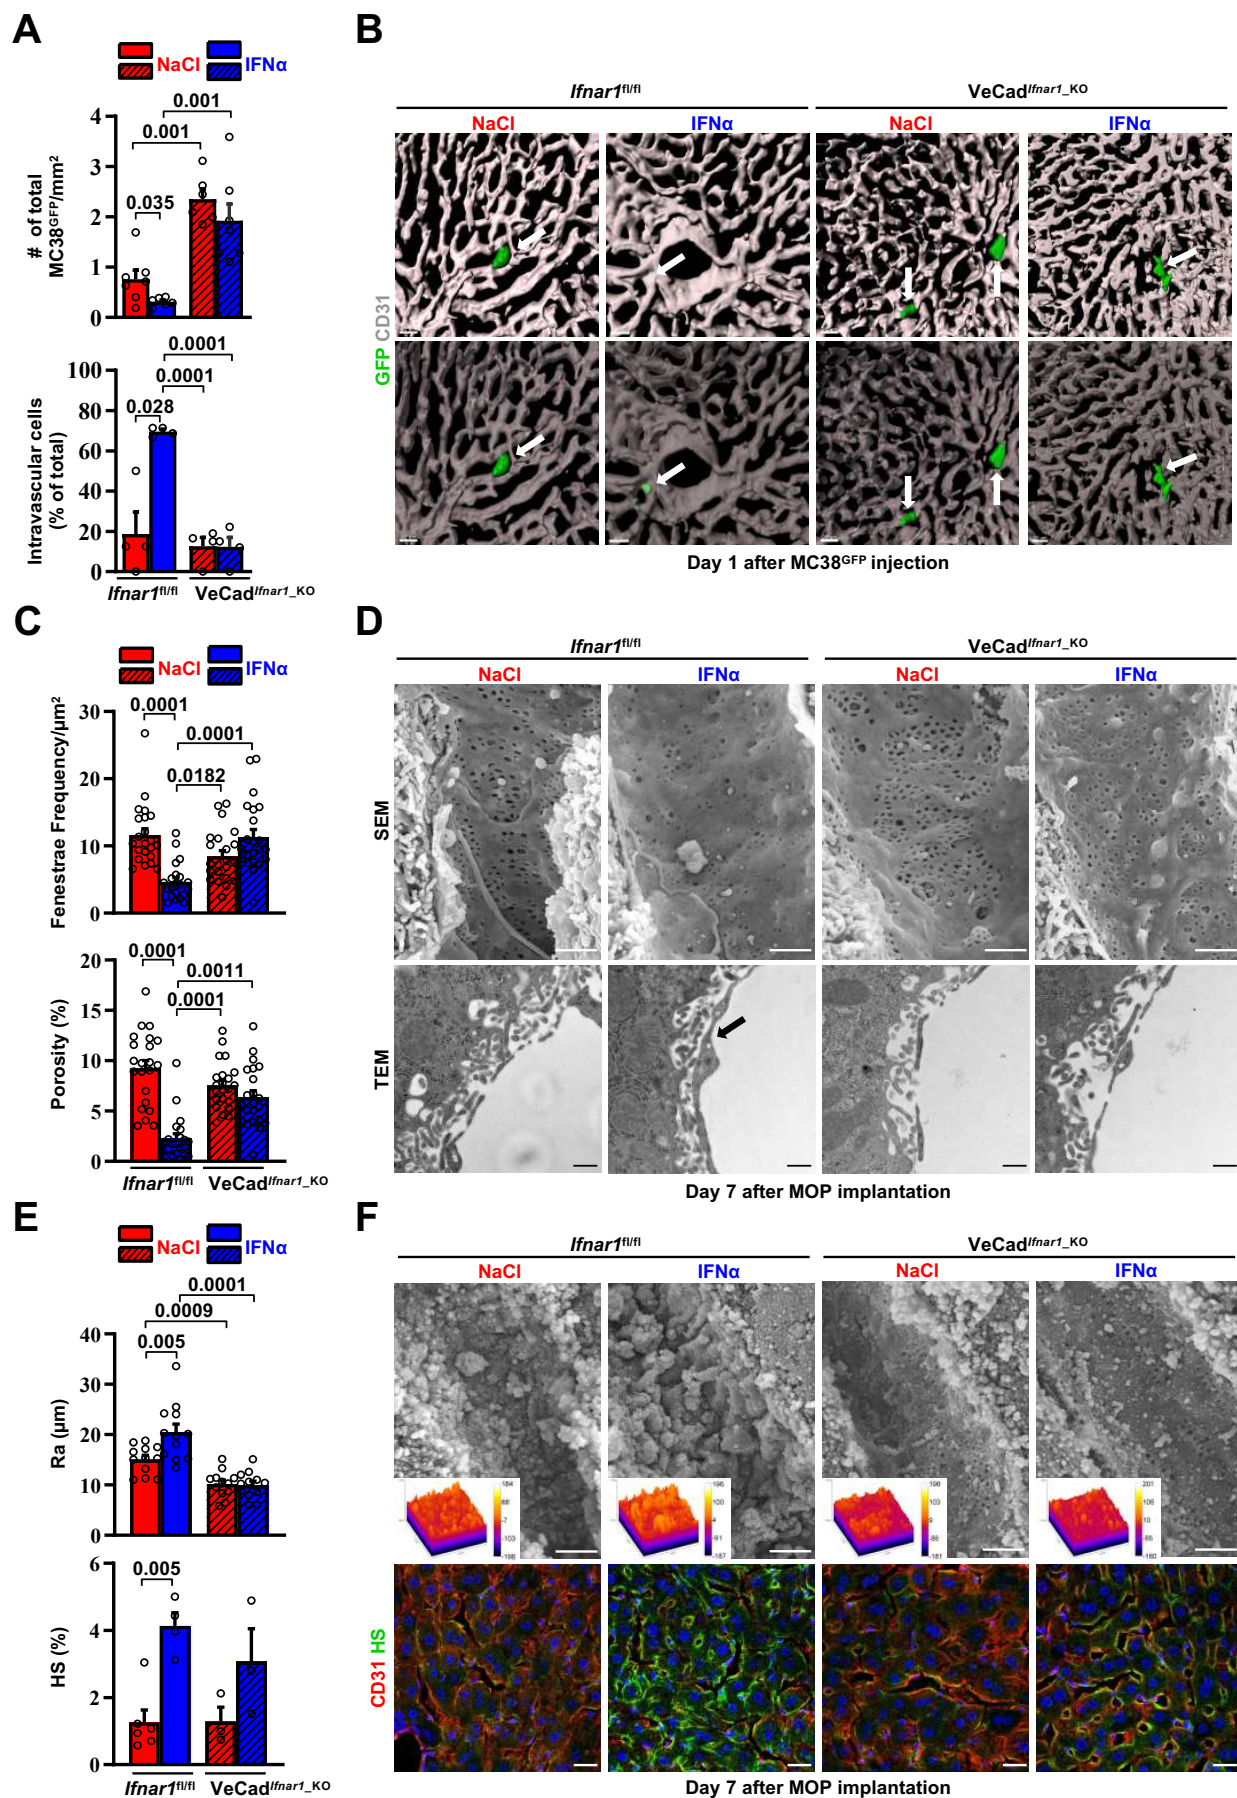 A
NaCl IFNα
# of total
MC38GFP/mm²
4
3
2
1
0
0.001
0.001
0.035
Intravascular cells
(% of total)
100
80
60
40
20
0
0.0001
0.0001
0.028
Ifnar1fl/fl VeCadIfnar1_KO
B
Ifnar1fl/fl VeCadIfnar1_KO
NaCl IFNα NaCl IFNα
GFP CD31
Day 1 after MC38GFP injection
C
NaCl IFNα
Fenestrae Frequency/µm²
30
20
10
0
0.0001
0.0001
0.0182
Porosity (%)
20
15
10
5
0
0.0001
0.0011
0.0001
Ifnar1fl/fl VeCadIfnar1_KO
D
Ifnar1fl/fl VeCadIfnar1_KO
NaCl IFNα NaCl IFNα
SEM
TEM
Day 7 after MOP implantation
E
NaCl IFNα
Ra (µm)
40
30
20
10
0
0.0001
0.0009
0.005
HS (%)
6
4
2
0
0.005
Ifnar1fl/fl VeCadIfnar1_KO
F
Ifnar1fl/fl VeCadIfnar1_KO
NaCl IFNα NaCl IFNα
CD31 HS
Day 7 after MOP implantation